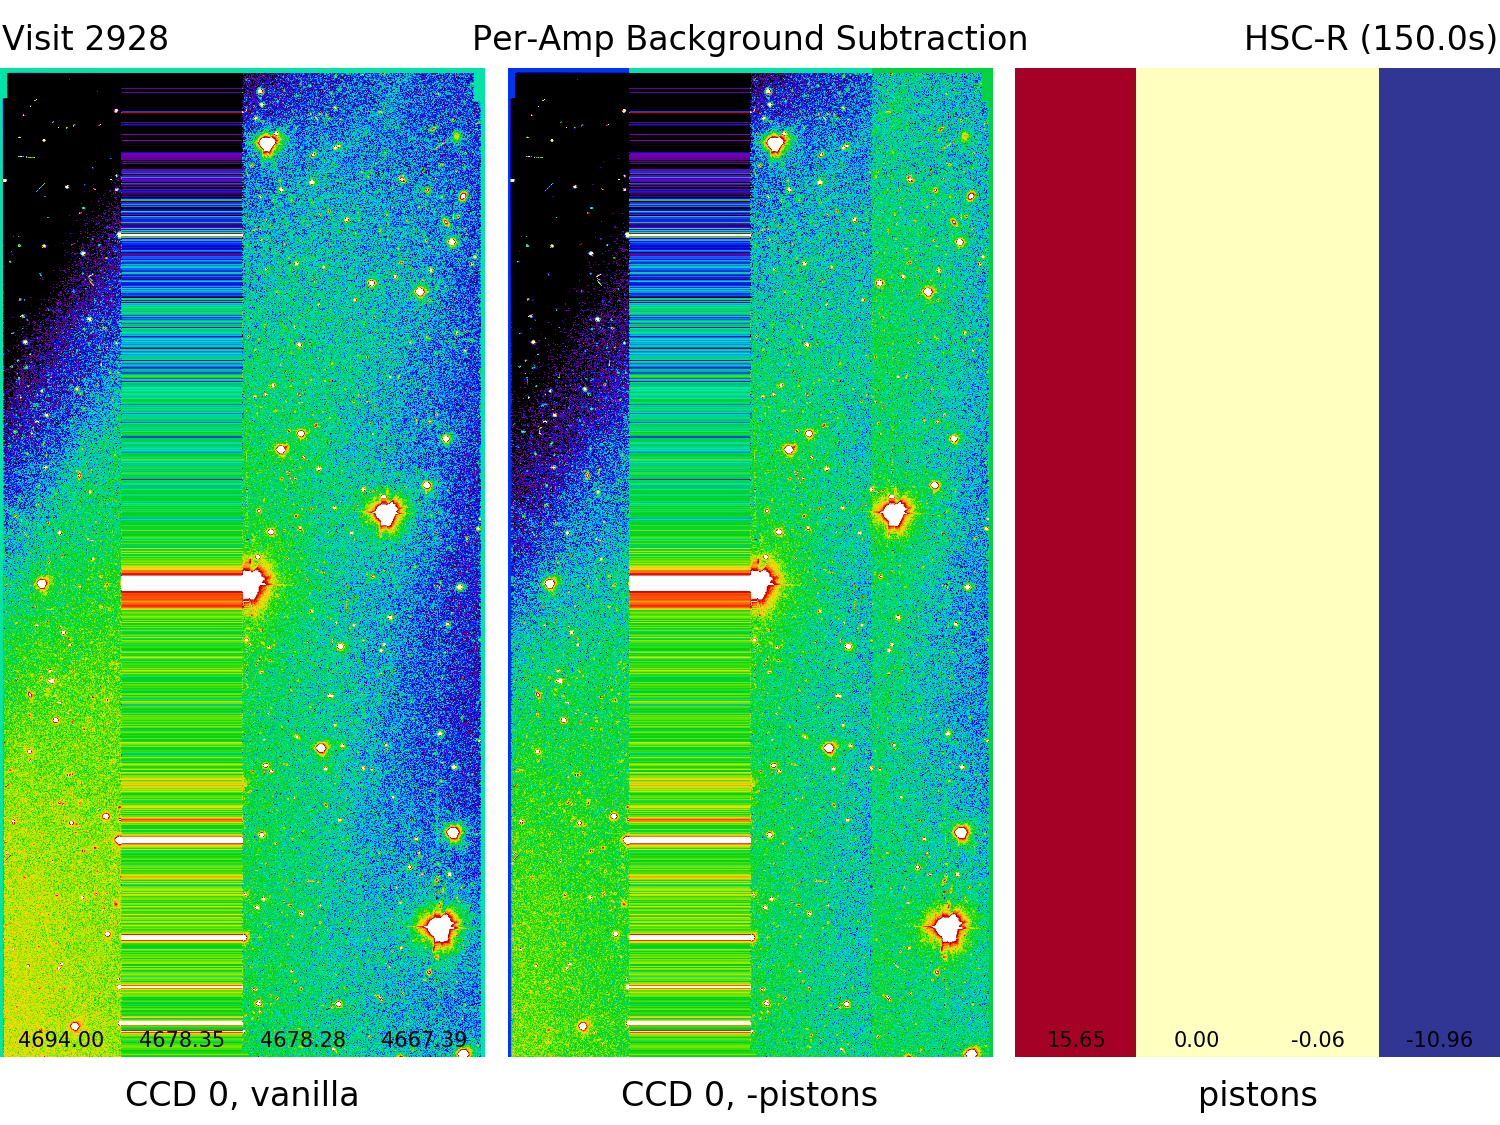 Visit 2928 Per-Amp Background Subtraction HSC-R (150.0s)
4694.00 4678.35 4678.28 4667.39 15.65 0.00 -0.06 -10.96
CCD 0, vanilla CCD 0, -pistons pistons